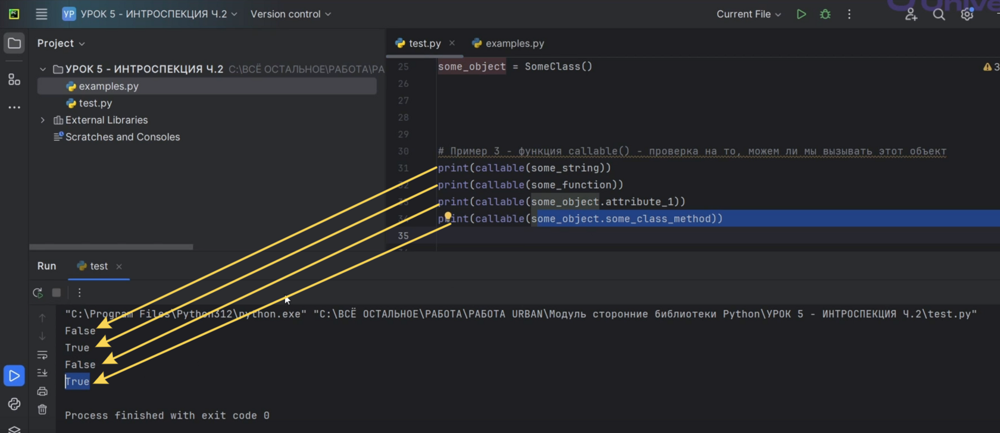 УР УРОК 5 - ИНТРОСПЕКЦИЯ Ч.2 Version control Current File
Project
УРОК 5 - ИНТРОСПЕКЦИЯ Ч.2 C:\ВСЁ ОСТАЛЬНОЕ\РАБОТА\РА
examples.py
test.py
External Libraries
Scratches and Consoles
test.py examples.py
25 some_object = SomeClass()
3
26
27
28
29
30 # Пример 3 - функция callable() - проверка на то, можем ли мы вызывать этот объект
31 print(callable(some_string))
32 print(callable(some_function))
33 print(callable(some_object.attribute_1))
34 print(callable(some_object.some_class_method))
35
Run test
"C:\Program Files\Python312\python.exe" "C:\ВСЁ ОСТАЛЬНОЕ\РАБОТА\РАБОТА URBAN\Модуль сторонние библиотеки Python\УРОК 5 - ИНТРОСПЕКЦИЯ Ч.2\test.py"
False
True
False
True
Process finished with exit code 0